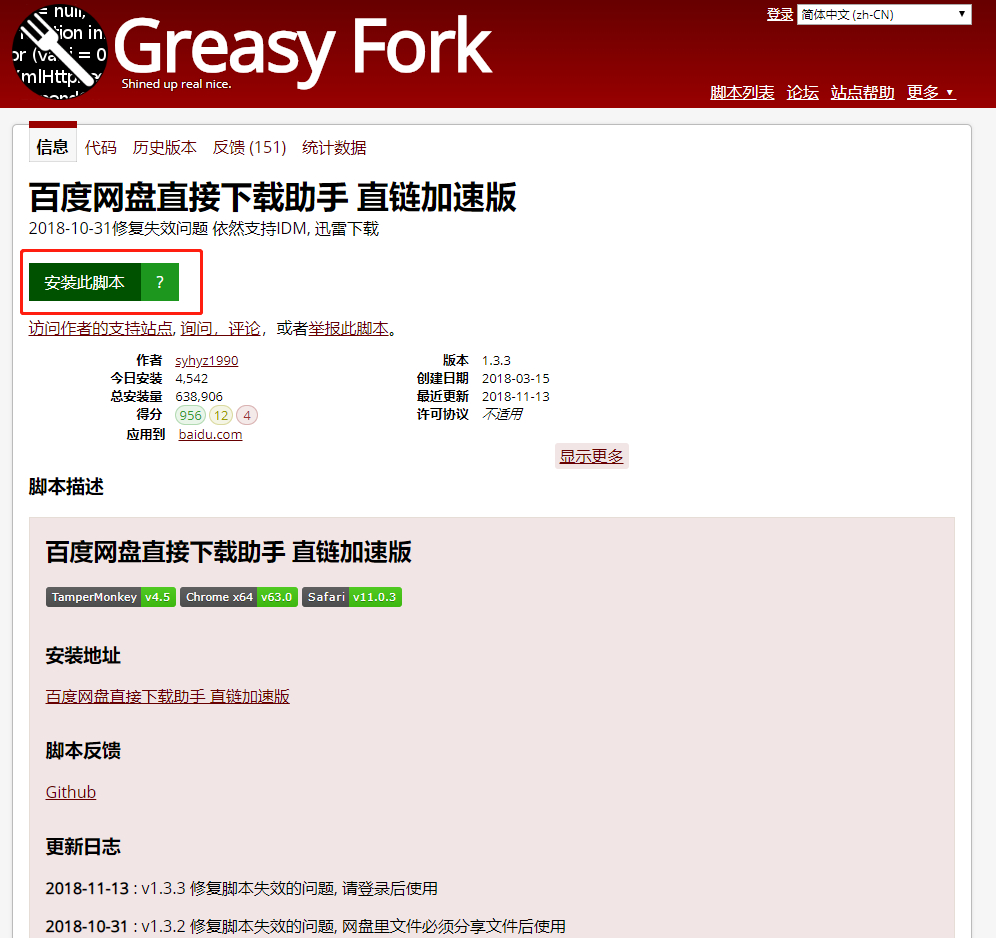 = null,
tion in
or (va i = 0
XmlHttp
Greasy Fork
Shined up real nice.
登录 简体中文 (zh-CN)
脚本列表 论坛 站点帮助 更多
信息 代码 历史版本 反馈 (151) 统计数据
百度网盘直接下载助手 直链加速版
2018-10-31修复失效问题 依然支持IDM, 迅雷下载
安装此脚本 ?
访问作者的支持站点, 询问，评论，或者举报此脚本。
作者 syhyz1990 版本 1.3.3
今日安装 4,542 创建日期 2018-03-15
总安装量 638,906 最近更新 2018-11-13
得分 956 12 4 许可协议 不适用
应用到 baidu.com
显示更多
脚本描述
百度网盘直接下载助手 直链加速版
TamperMonkey v4.5 Chrome x64 v63.0 Safari v11.0.3
安装地址
百度网盘直接下载助手 直链加速版
脚本反馈
Github
更新日志
2018-11-13 : v1.3.3 修复脚本失效的问题, 请登录后使用
2018-10-31 : v1.3.2 修复脚本失效的问题, 网盘里文件必须分享文件后使用